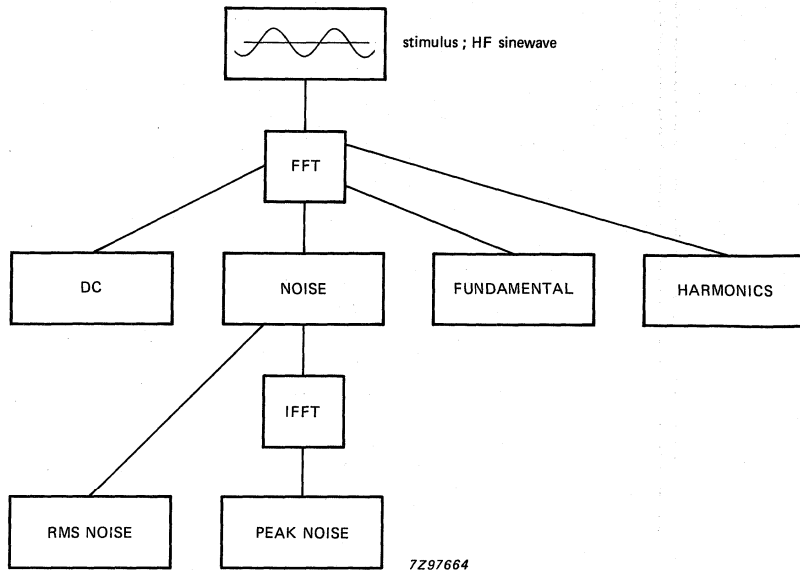 stimulus ; HF sinewave
FFT
DC
NOISE
FUNDAMENTAL
HARMONICS
IFFT
RMS NOISE
PEAK NOISE
7Z97664